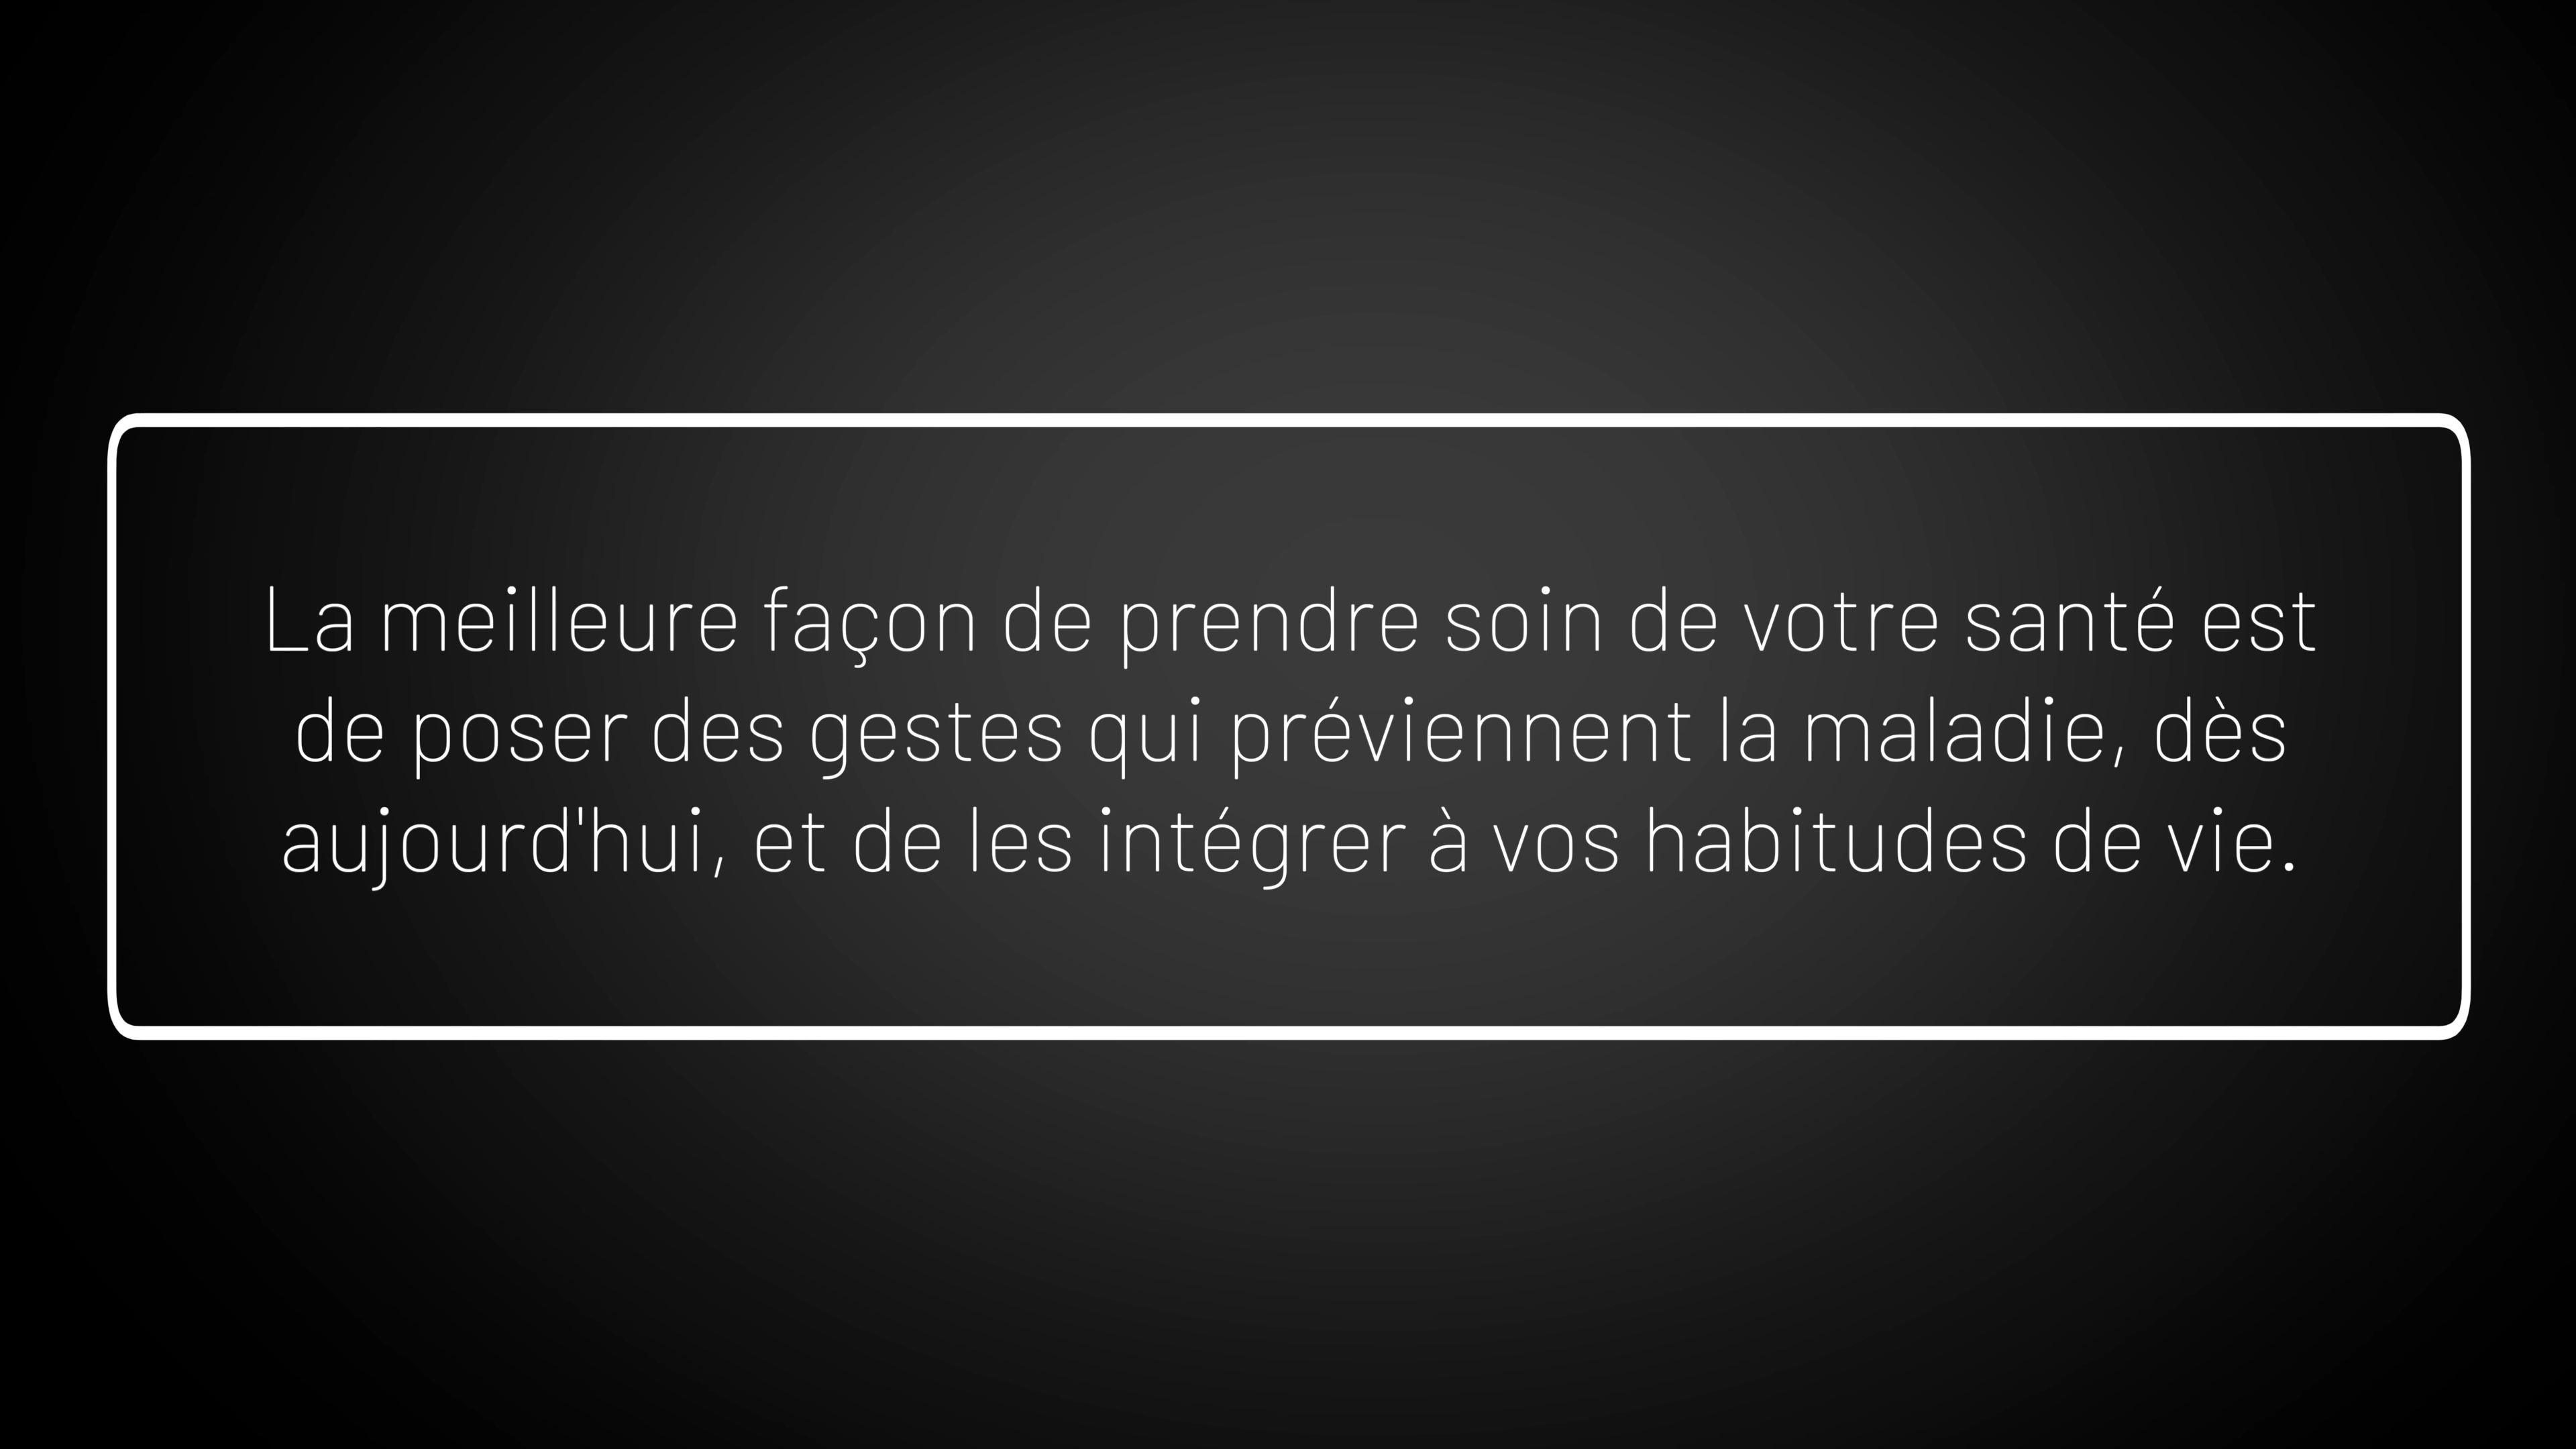 La meilleure façon de prendre soin de votre santé est
de poser des gestes qui préviennent la maladie, dès
aujourd'hui, et de les intégrer à vos habitudes de vie.